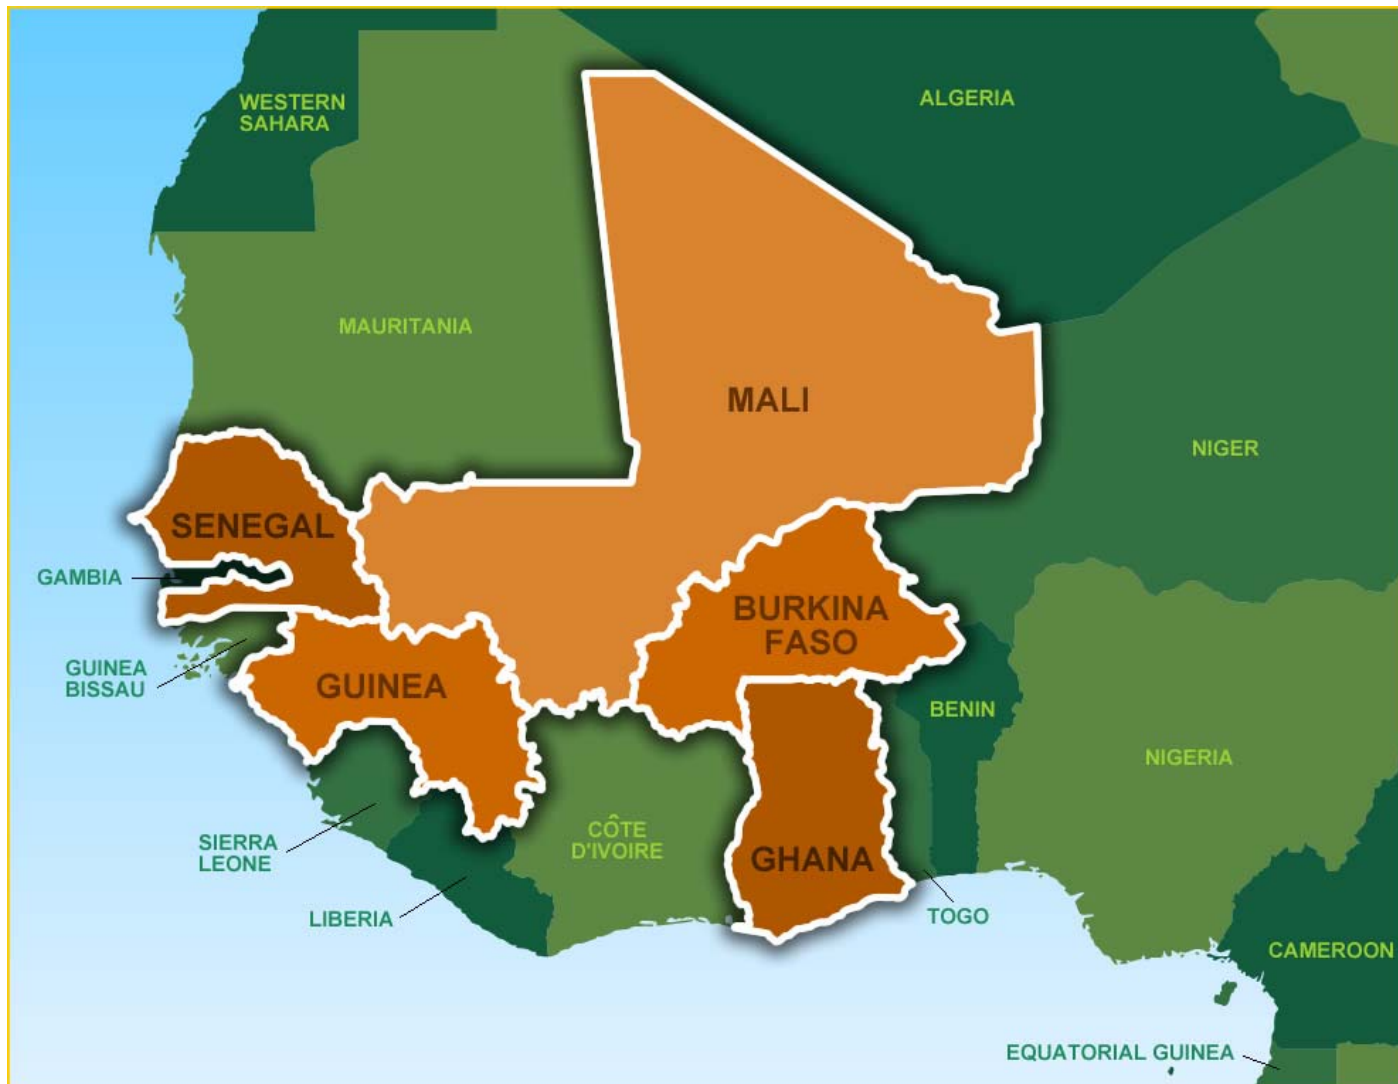 WESTERN
SAHARA
ALGERIA
MAURITANIA
MALI
NIGER
SENEGAL
GAMBIA
BURKINA
FASO
GUINEA
BISSAU
GUINEA
BENIN
NIGERIA
CÔTE
D'IVOIRE
SIERRA
LEONE
GHANA
LIBERIA
TOGO
CAMEROON
EQUATORIAL GUINEA